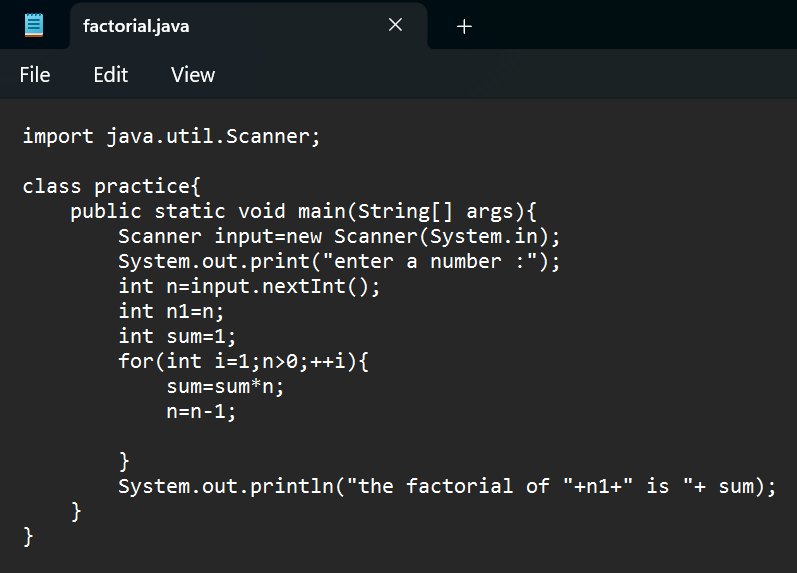 factorial.java
File Edit View
import java.util.Scanner;
class practice{
    public static void main(String[] args){
        Scanner input=new Scanner(System.in);
        System.out.print("enter a number :");
        int n=input.nextInt();
        int n1=n;
        int sum=1;
        for(int i=1;n>0;++i){
            sum=sum*n;
            n=n-1;
        }
        System.out.println("the factorial of "+n1+" is "+ sum);
    }
}